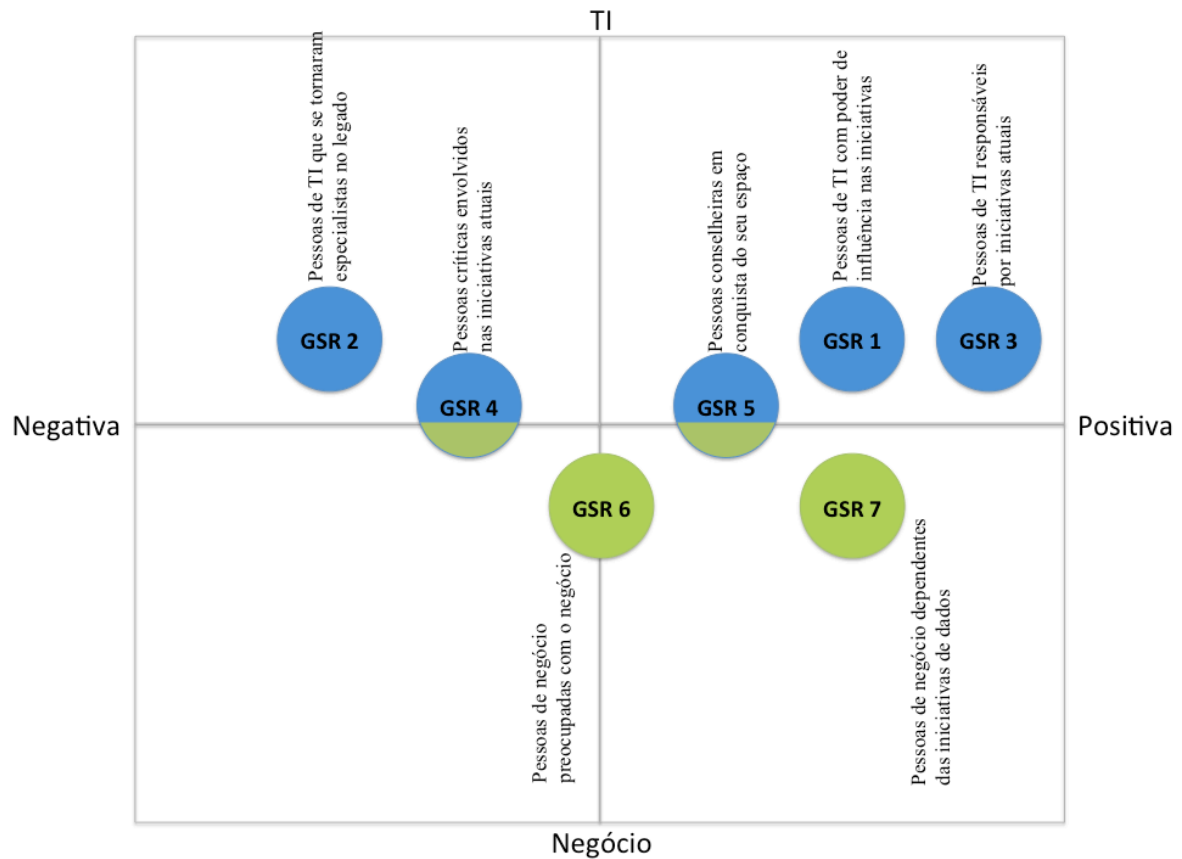 TI
Pessoas de TI que se tornaram
especialistas no legado
Pessoas críticas envolvidos
nas iniciativas atuais
Pessoas conselheiras em
conquista do seu espaço
Pessoas de TI com poder de
influência nas iniciativas
Pessoas de TI responsáveis
por iniciativas atuais
GSR 2
GSR 1
GSR 3
GSR 4
GSR 5
Negativa
Positiva
GSR 6
GSR 7
Pessoas de negócio
preocupadas com o negócio
Pessoas de negócio dependentes
das iniciativas de dados
Negócio